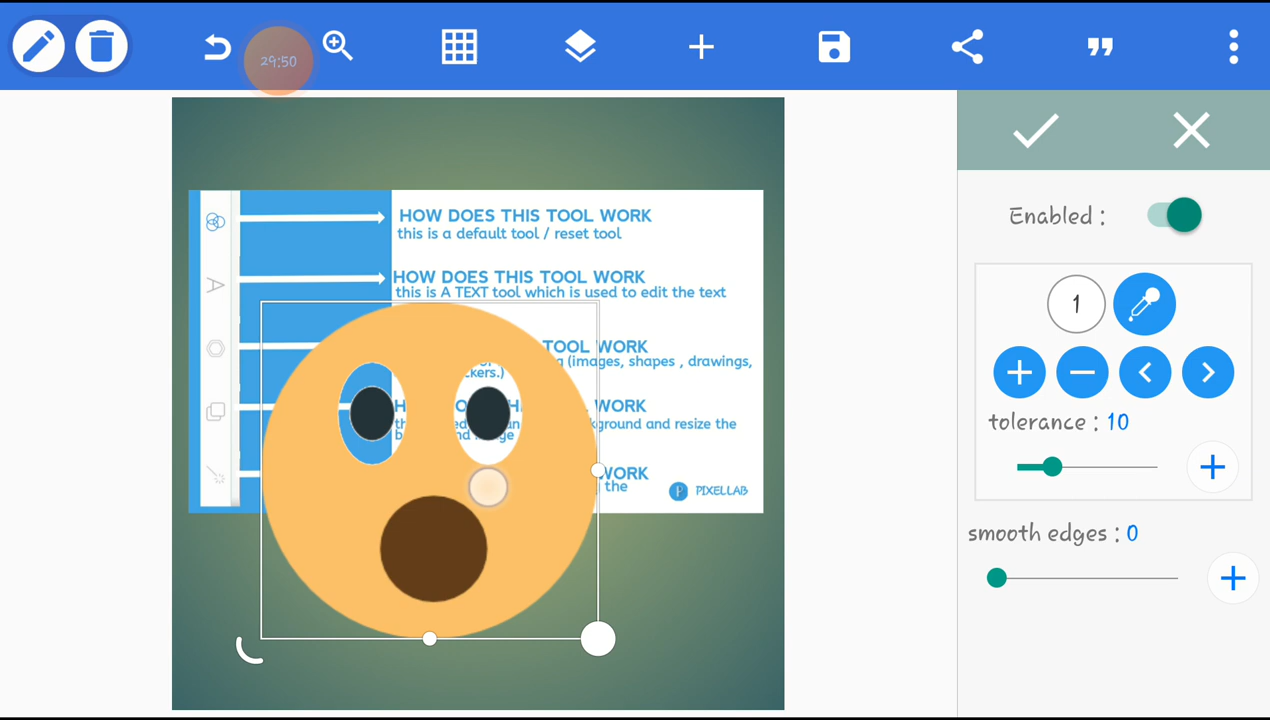 29:50
Enabled :
1
tolerance : 10
smooth edges : 0
HOW DOES THIS TOOL WORK
this is a default tool / reset tool
HOW DOES THIS TOOL WORK
this is A TEXT tool which is used to edit the text
TOOL WORK
(images, shapes , drawings,
ckers.)
WORK
ground and resize the
WORK
the
PIXELLAB